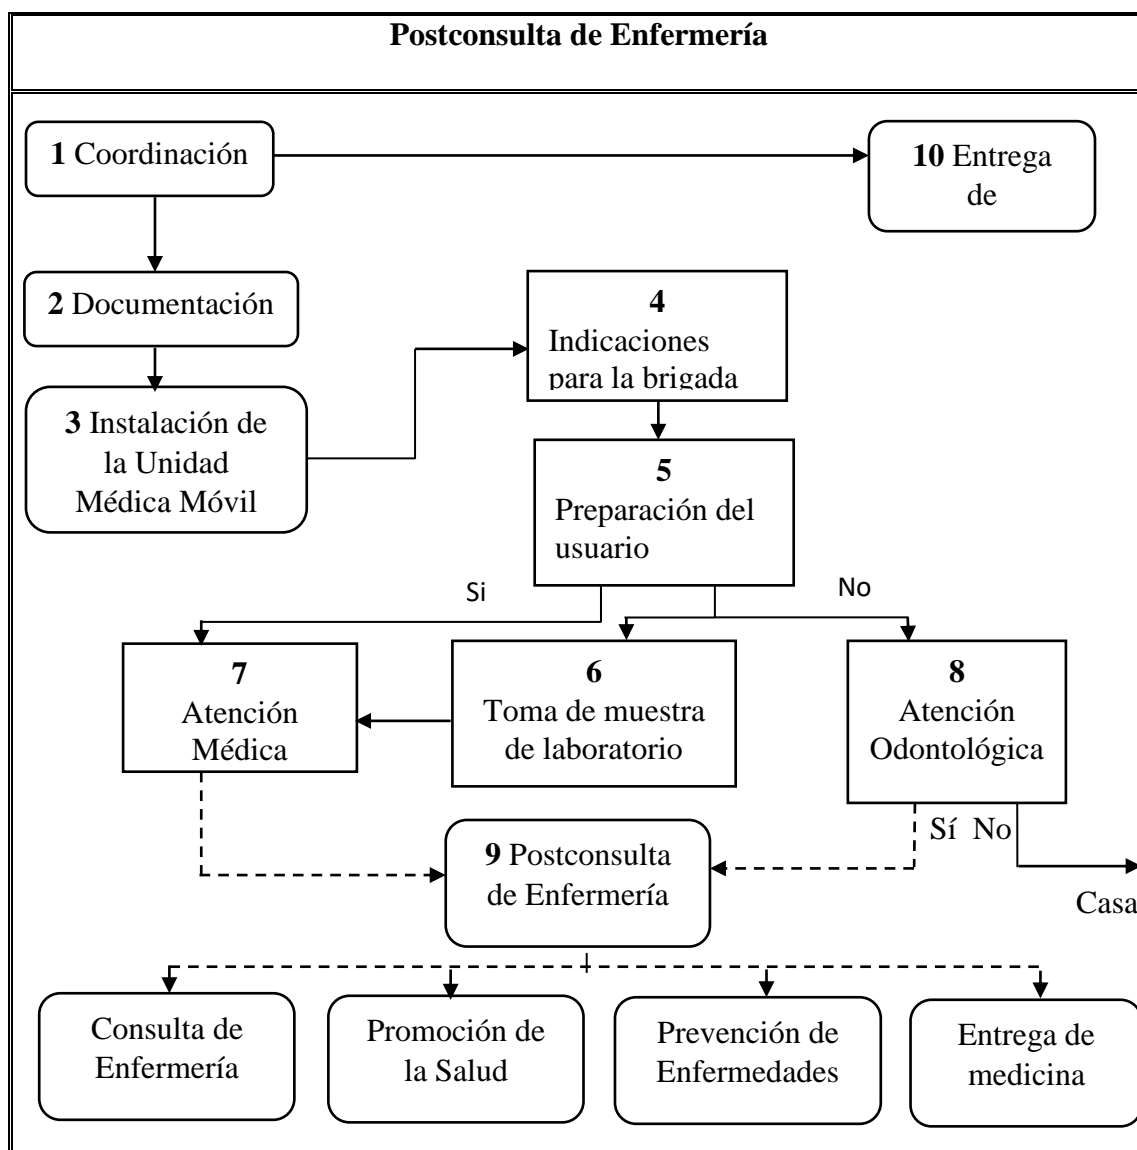 Postconsulta de Enfermería
1 Coordinación
10 Entrega
de
2 Documentación
3 Instalación de
la Unidad
Médica Móvil
4
Indicaciones
para la brigada
5
Preparación del
usuario
Si
No
7
Atención
Médica
6
Toma de muestra
de laboratorio
8
Atención
Odontológica
Sí No
Casa
9 Postconsulta
de Enfermería
Consulta de
Enfermería
Promoción de
la Salud
Prevención de
Enfermedades
Entrega de
medicina